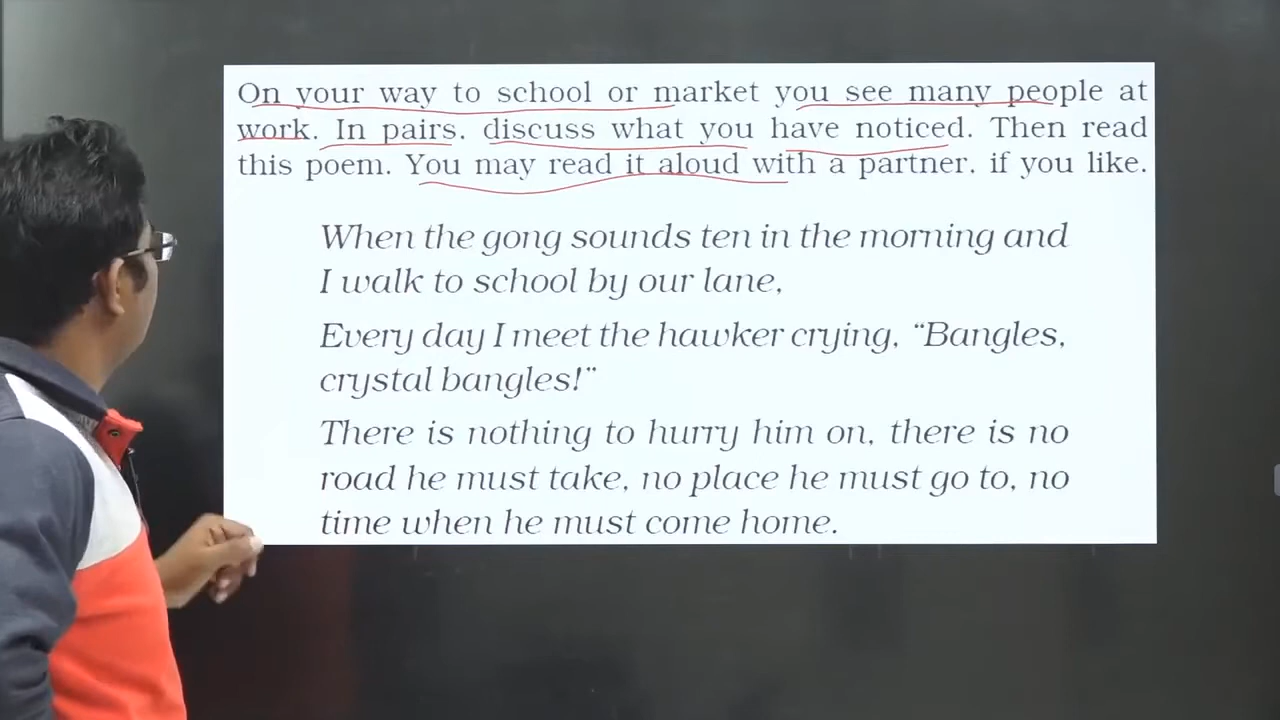 On your way to school or market you see many people at
work. In pairs. discuss what you have noticed. Then read
this poem. You may read it aloud with a partner. if you like.
When the gong sounds ten in the morning and
I walk to school by our lane,
Every day I meet the hawker crying, “Bangles,
crystal bangles!”
There is nothing to hurry him on, there is no
road he must take, no place he must go to, no
time when he must come home.